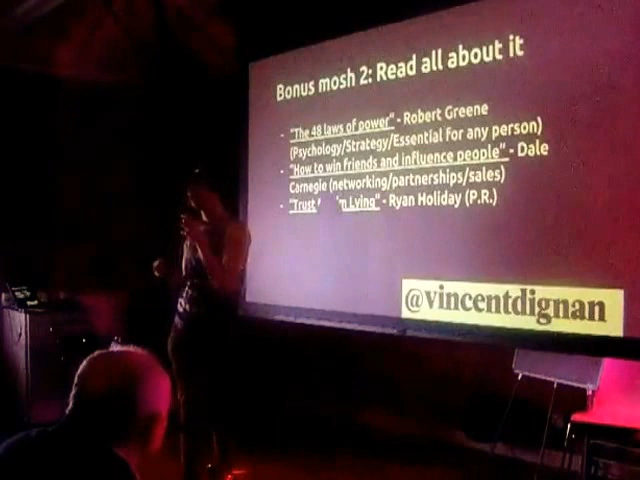 Bonus mosh 2: Read all about it
- "The 48 laws of power" - Robert Greene
(Psychology/Strategy/Essential for any person)
- "How to win friends and influence people" - Dale
Carnegie (networking/partnerships/sales)
- "Trust 'm Lying" - Ryan Holiday (P.R.)
@vincentdignan